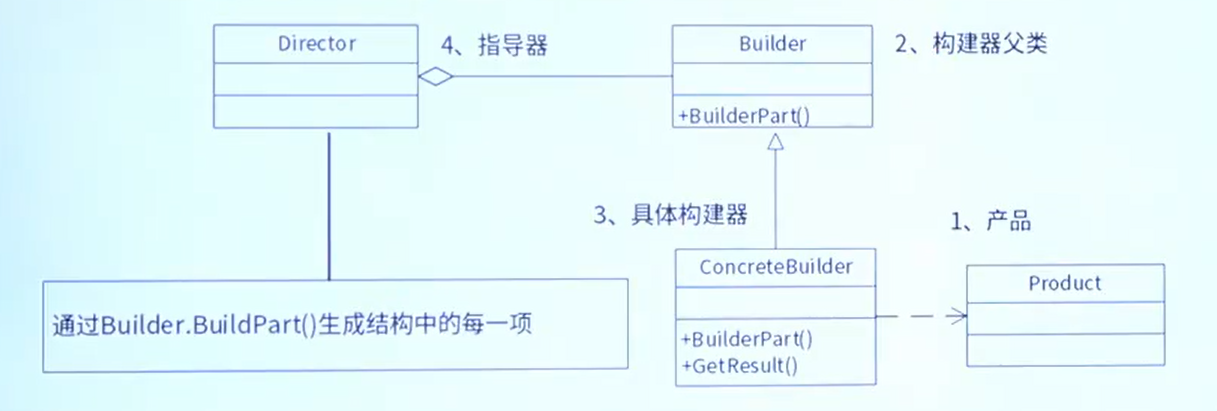 Director
4、指导器
Builder
2、构建器父类
+BuilderPart()
3、具体构建器
1、产品
ConcreteBuilder
Product
通过Builder.BuildPart()生成结构中的每一项
+BuilderPart()
+GetResult()